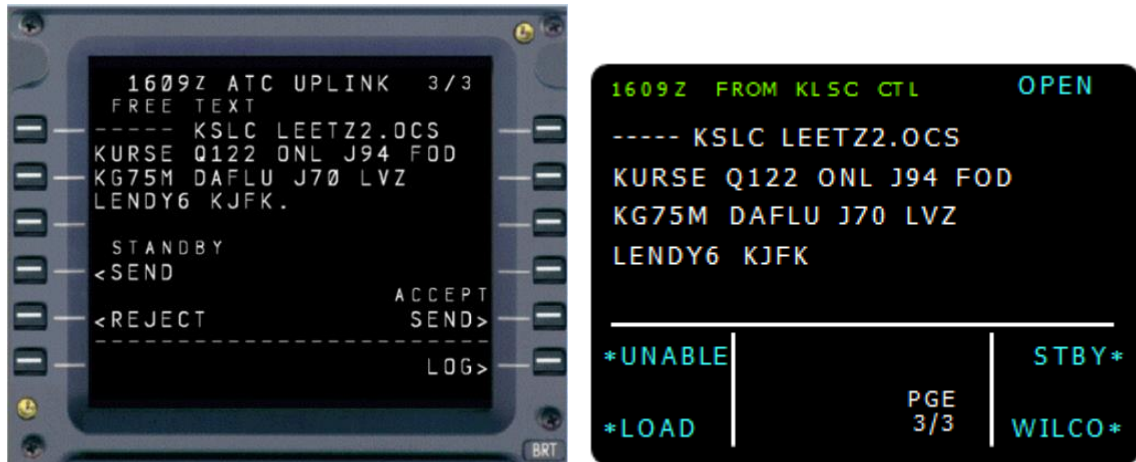 1609Z ATC UPLINK 3/3
FREE TEXT
----- KSLC LEETZ2.OCS
KURSE Q122 ONL J94 FOD
KG75M DAFLU J70 LVZ
LENDY6 KJFK.
STANDBY
<SEND
ACCEPT
<REJECT SEND>
--------------------------------
LOG>
BRT
1609Z FROM KLSC CTL OPEN
----- KSLC LEETZ2.OCS
KURSE Q122 ONL J94 FOD
KG75M DAFLU J70 LVZ
LENDY6 KJFK
*UNABLE STBY*
PGE
3/3
*LOAD WILCO*